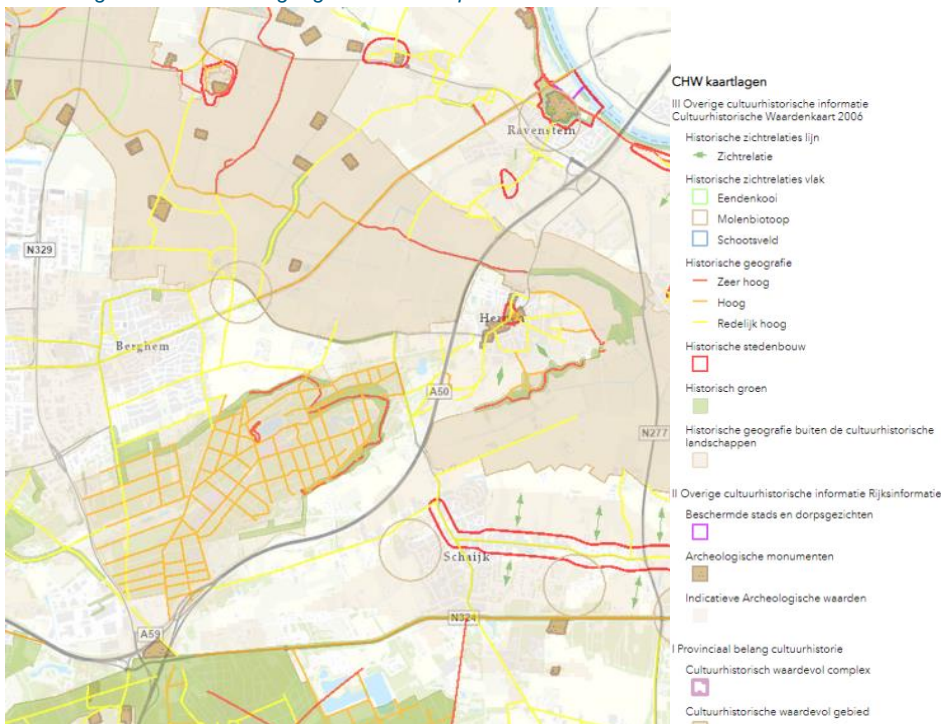 Ravenstein
N329
Berghem
A50
N277
Schaijk
N324
A59
CHW kaartlagen
III Overige cultuurhistorische informatie
Cultuurhistorische Waardenkaart 2006
Historische zichtrelaties lijn
Zichtrelatie
Historische zichtrelaties vlak
Eendenkooi
Molenbiotoop
Schootsveld
Historische geografie
Zeer hoog
Hoog
Redelijk hoog
Historische stedenbouw
Historisch groen
Historische geografie buiten de cultuurhistorische
landschappen
II Overige cultuurhistorische informatie Rijksinformatie
Beschermde stads en dorpsgezichten
Archeologische monumenten
Indicatieve Archeologische waarden
I Provinciaal belang cultuurhistorie
Cultuurhistorisch waardevol complex
Cultuurhistorisch waardevol gebied